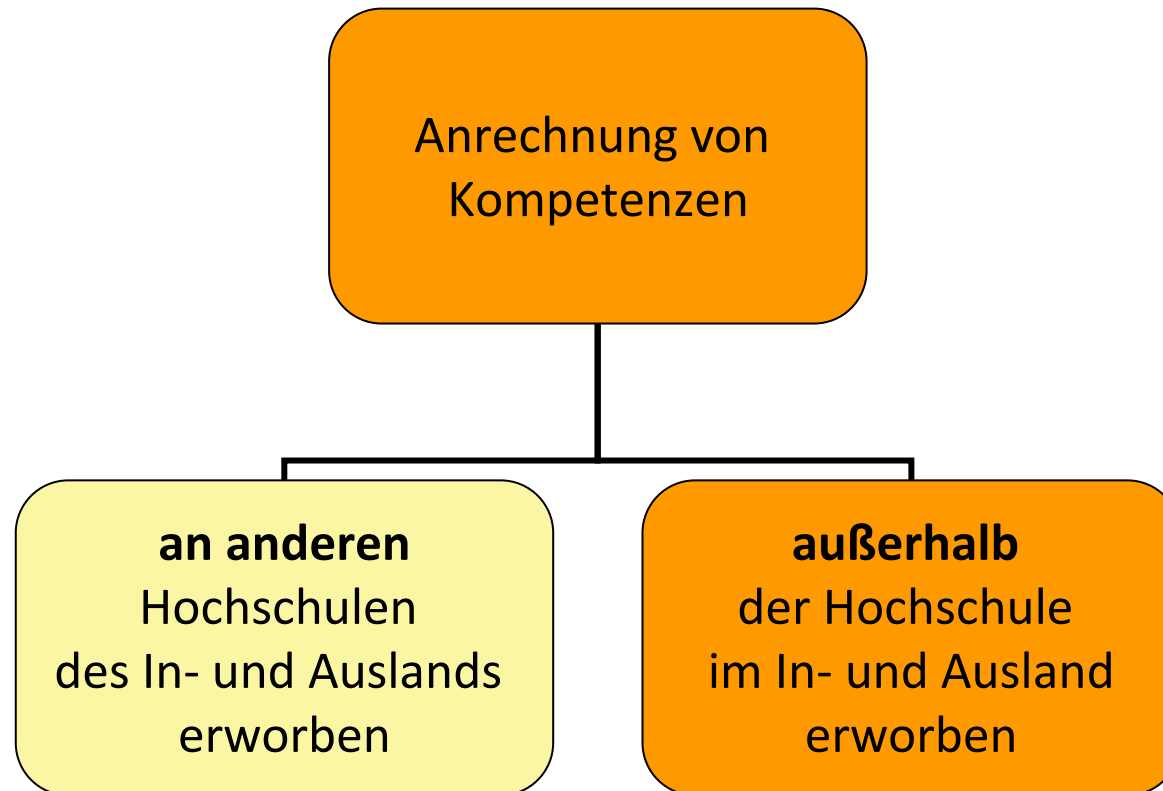 Anrechnung von
Kompetenzen
an anderen
Hochschulen
des In- und Auslands
erworben
außerhalb
der Hochschule
im In- und Ausland
erworben